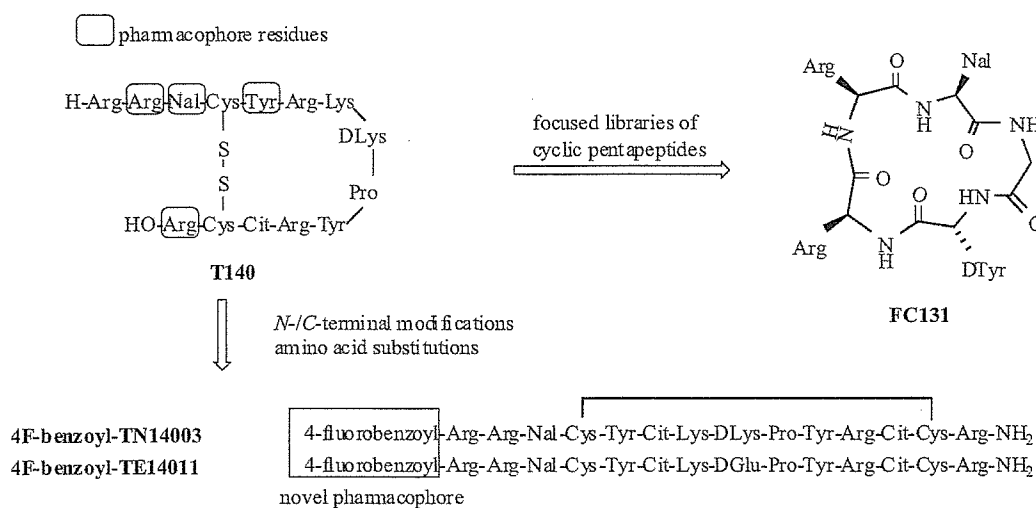 pharmacophore residues
H-Arg-Arg-Nal-Cys-Tyr-Arg-Lys
DLys
Pro
S
S
HO-Arg-Cys-Cit-Arg-Tyr
T140
focused libraries of
cyclic pentapeptides
Arg
O
Nal
N
H
O
NH
HN
O
O
N
H
O
HN
O
Arg
N
H
DTyr
FC131
N-/C-terminal modifications
amino acid substitutions
4F-benzoyl-TN14003 4-fluorobenzoyl-Arg-Arg-Nal-Cys-Tyr-Cit-Lys-DLys-Pro-Tyr-Arg-Cit-Cys-Arg-NH2
4F-benzoyl-TE14011 4-fluorobenzoyl-Arg-Arg-Nal-Cys-Tyr-Cit-Lys-DGlu-Pro-Tyr-Arg-Cit-Cys-Arg-NH2
novel pharmacophore